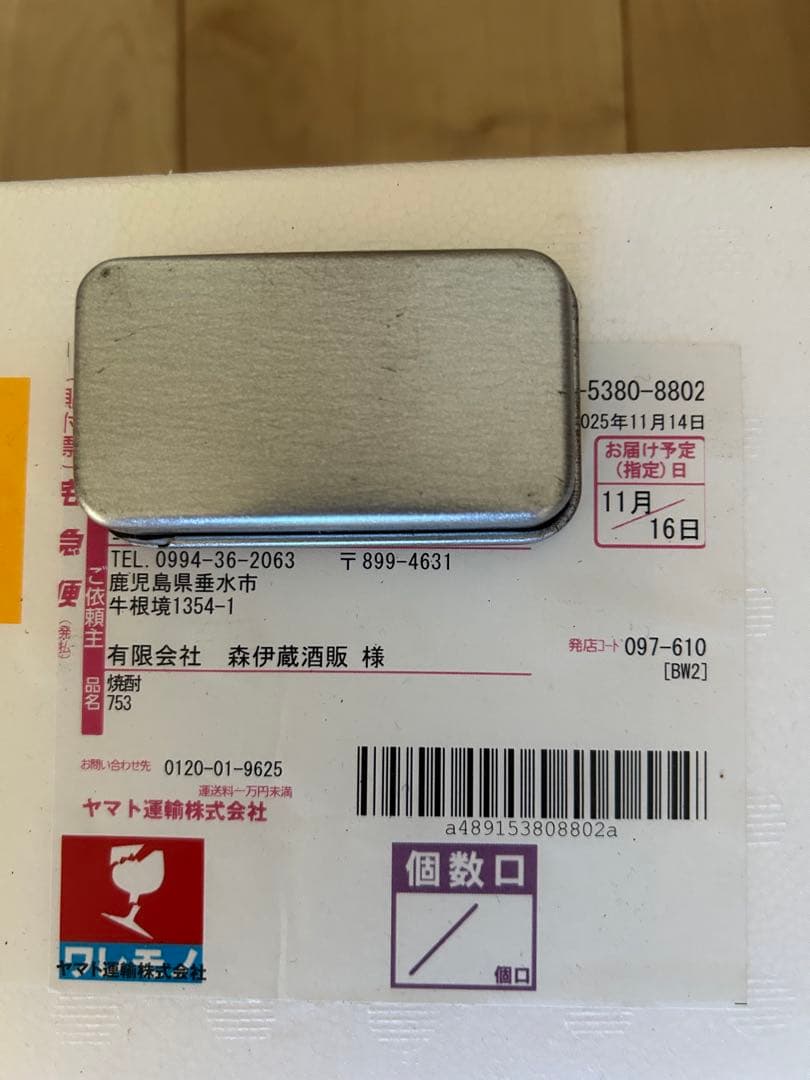 -5380-8802
025年11月14日
お届け予定
(指定)日
11月
16日
宅急便
(発払)
ご依頼主
TEL. 0994-36-2063 〒899-4631
鹿児島県垂水市
牛根境1354-1
有限会社 森伊蔵酒販 様
発店コード 097-610
[BW2]
品名
焼酎
753
お問い合わせ先 0120-01-9625
運送料一万円未満
ヤマト運輸株式会社
a489153808802a
ワレモノ
ヤマト運輸株式会社
個数口
個口